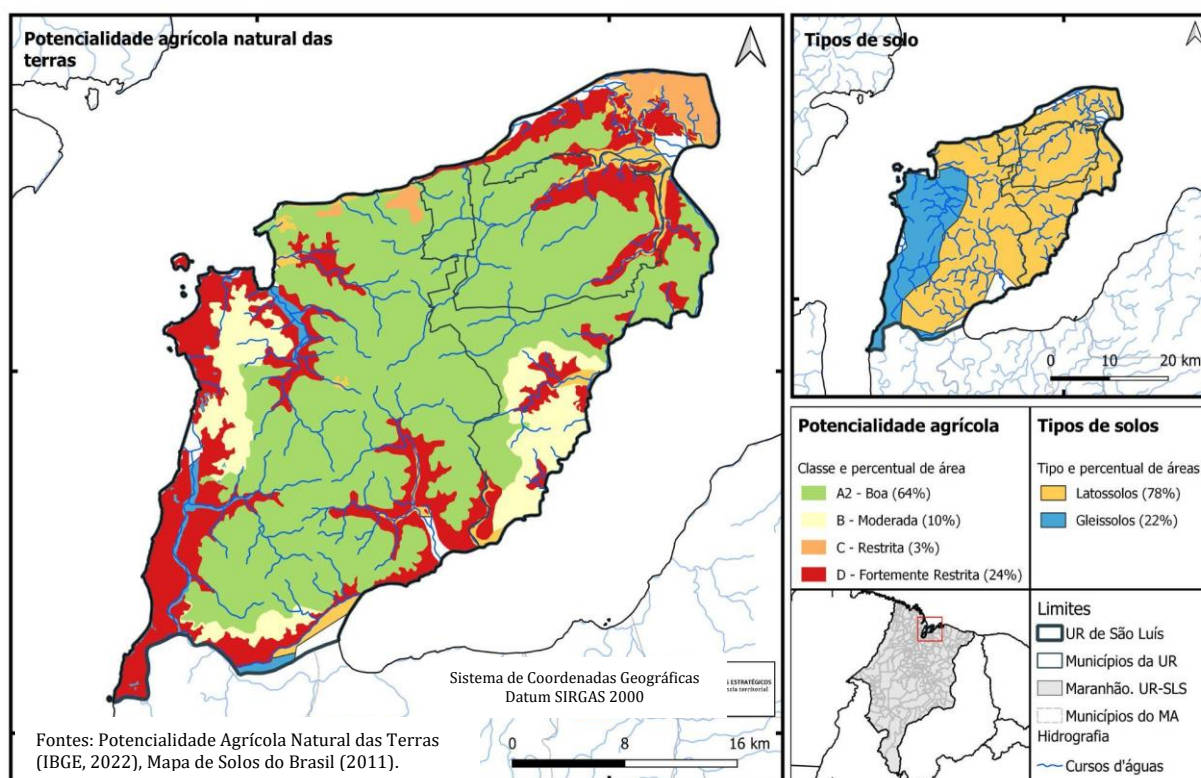 Potencialidade agrícola natural das
terras
Sistema de Coordenadas Geográficas
Datum SIRGAS 2000
ESTRATÉGICOS
territorial
Fontes: Potencialidade Agrícola Natural das Terras
(IBGE, 2022), Mapa de Solos do Brasil (2011).
0 8 16 km
Tipos de solo
0 10 20 km
Potencialidade agrícola
Classe e percentual de área
A2 - Boa (64%)
B - Moderada (10%)
C - Restrita (3%)
D - Fortemente Restrita (24%)
Tipos de solos
Tipo e percentual de áreas
Latossolos (78%)
Gleissolos (22%)
Limites
UR de São Luís
Municípios da UR
Maranhão. UR-SLS
Municípios do MA
Hidrografia
Cursos d'águas